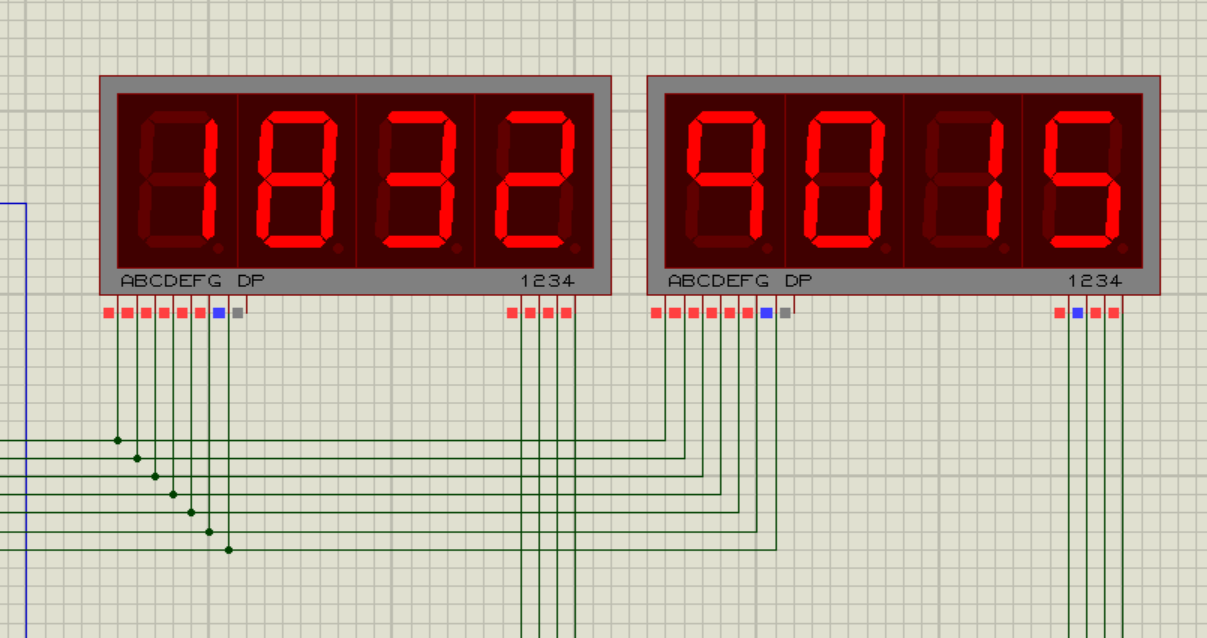 1832 9015
ABCDEFG DP 1234 ABCDEFG DP 1234